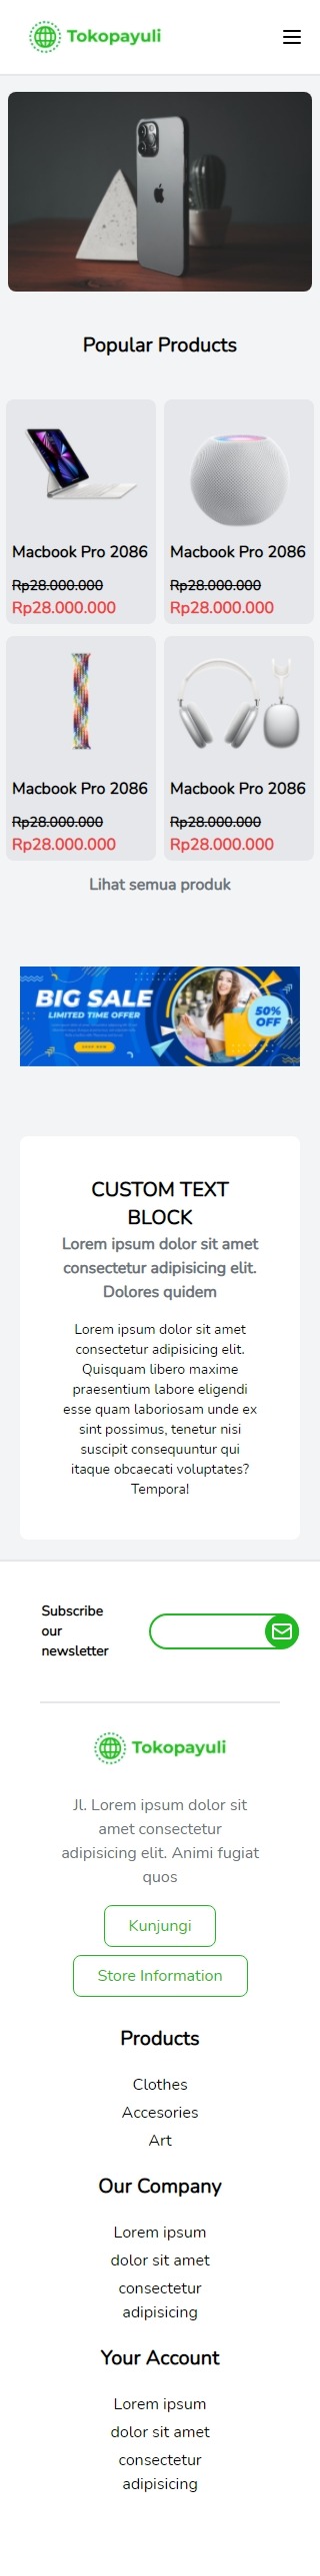 Tokopayuli
Popular Products
Macbook Pro 2086
Rp28.000.000
Rp28.000.000
Macbook Pro 2086
Rp28.000.000
Rp28.000.000
Macbook Pro 2086
Rp28.000.000
Rp28.000.000
Macbook Pro 2086
Rp28.000.000
Rp28.000.000
Lihat semua produk
BIG SALE
LIMITED TIME OFFER
50%
OFF
CUSTOM TEXT
BLOCK
Lorem ipsum dolor sit amet
consectetur adipisicing elit.
Dolores quidem
Lorem ipsum dolor sit amet
consectetur adipisicing elit.
Quisquam libero maxime
praesentium labore eligendi
esse quam laboriosam unde ex
sint possimus, tenetur nisi
suscipit consequuntur qui
itaque obcaecati voluptates?
Tempora!
Subscribe
our
newsletter
Tokopayuli
Jl. Lorem ipsum dolor sit
amet consectetur
adipisicing elit. Animi fugiat
quos
Kunjungi
Store Information
Products
Clothes
Accesories
Art
Our Company
Lorem ipsum
dolor sit amet
consectetur
adipisicing
Your Account
Lorem ipsum
dolor sit amet
consectetur
adipisicing